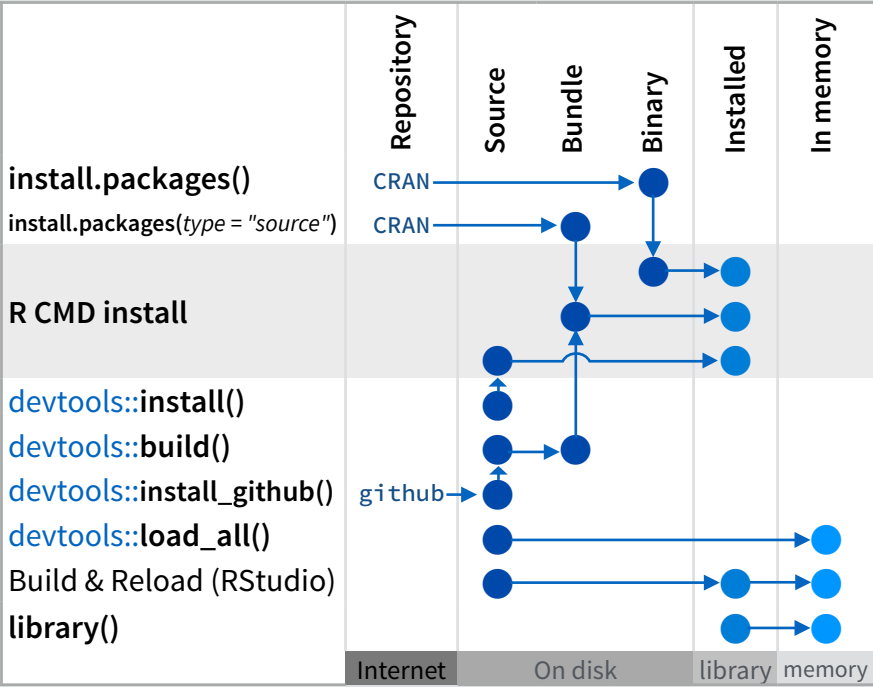 Repository
Source
Bundle
Binary
Installed
In memory
install.packages()
CRAN
install.packages(type = "source")
CRAN
R CMD install
devtools::install()
devtools::build()
devtools::install_github()
github
devtools::load_all()
Build & Reload (RStudio)
library()
Internet
On disk
library
memory